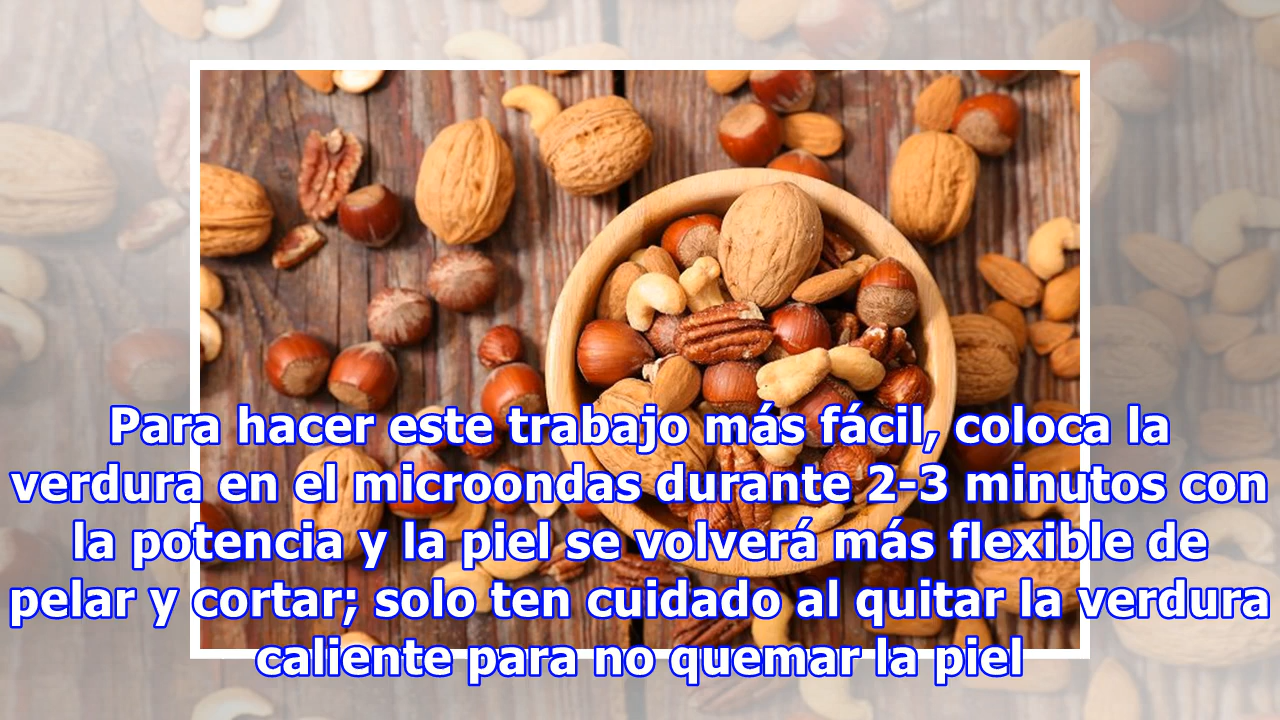 Para hacer este trabajo más fácil, coloca la
verdura en el microondas durante 2-3 minutos con
la potencia y la piel se volverá más flexible de
pelar y cortar; solo ten cuidado al quitar la verdura
caliente para no quemar la piel